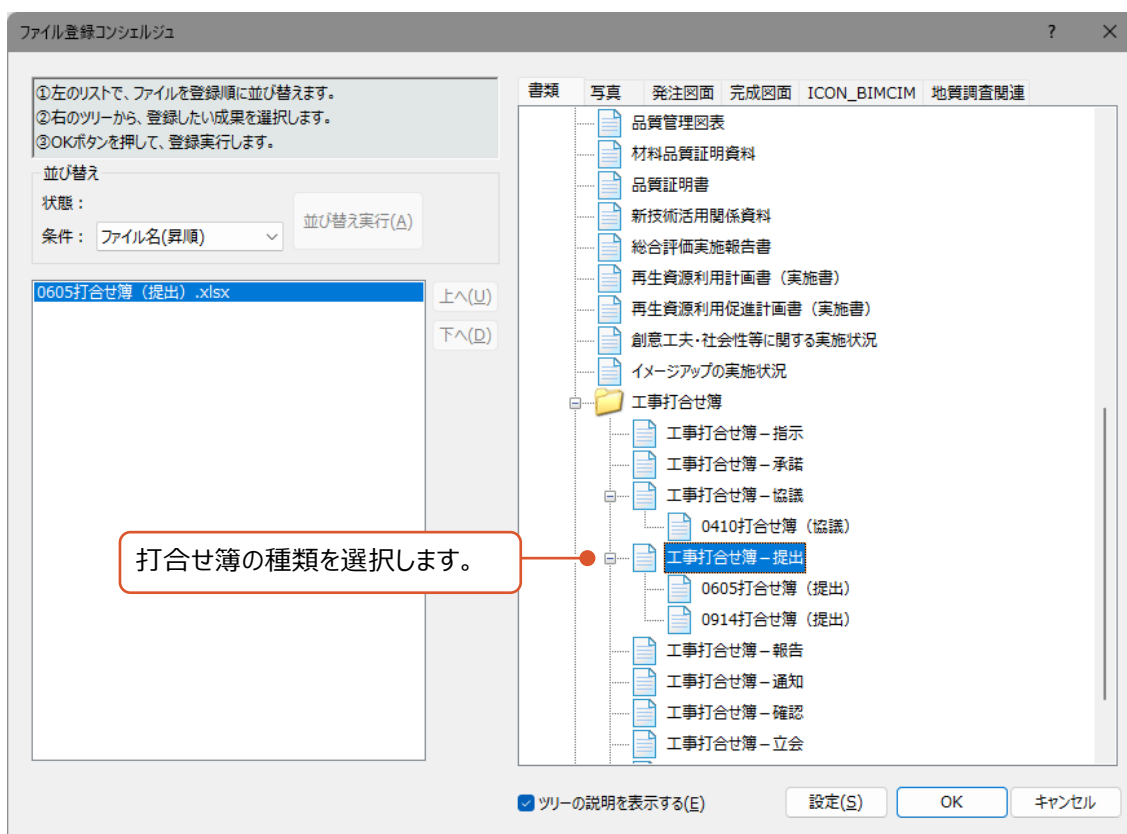 ファイル登録コンシェルジュ
?
①左のリストで、ファイルを登録順に並び替えます。
②右のツリーから、登録したい成果を選択します。
③OKボタンを押して、登録実行します。
並び替え
状態：
条件： ファイル名(昇順)
並び替え実行(A)
0605打合せ簿（提出）.xlsx
上へ(U)
下へ(D)
打合せ簿の種類を選択します。
書類 写真 発注図面 完成図面 ICON_BIMCIM 地質調査関連
品質管理図表
材料品質証明資料
品質証明書
新技術活用関係資料
総合評価実施報告書
再生資源利用計画書（実施書）
再生資源利用促進計画書（実施書）
創意工夫・社会性等に関する実施状況
イメージアップの実施状況
工事打合せ簿
工事打合せ簿－指示
工事打合せ簿－承諾
工事打合せ簿－協議
0410打合せ簿（協議）
工事打合せ簿－提出
0605打合せ簿（提出）
0914打合せ簿（提出）
工事打合せ簿－報告
工事打合せ簿－通知
工事打合せ簿－確認
工事打合せ簿－立会
ツリーの説明を表示する(E)
設定(S)
OK
キャンセル